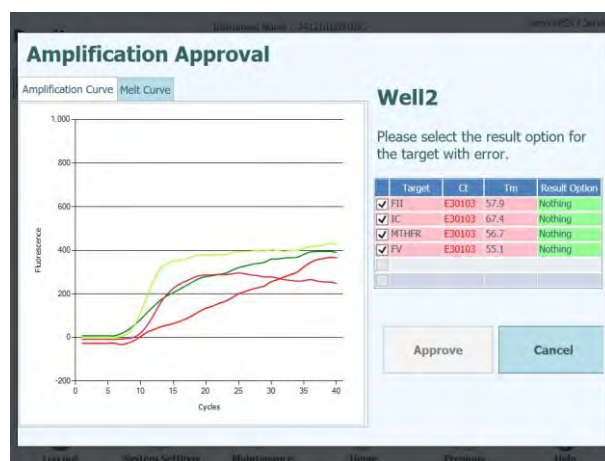 Amplification Approval
Amplification Curve Melt Curve
1,000
800
600
400
200
0
-200
Fluorescence
0 5 10 15 20 25 30 35 40
Cycles
Well2
Please select the result option for
the target with error.
Target Ct Tm Result Option
FII E30103 57.9 Nothing
IC E30103 67.4 Nothing
MTHFR E30103 56.7 Nothing
FV E30103 55.1 Nothing
Approve Cancel
Log out System Settings Maintenance Home Previous Help